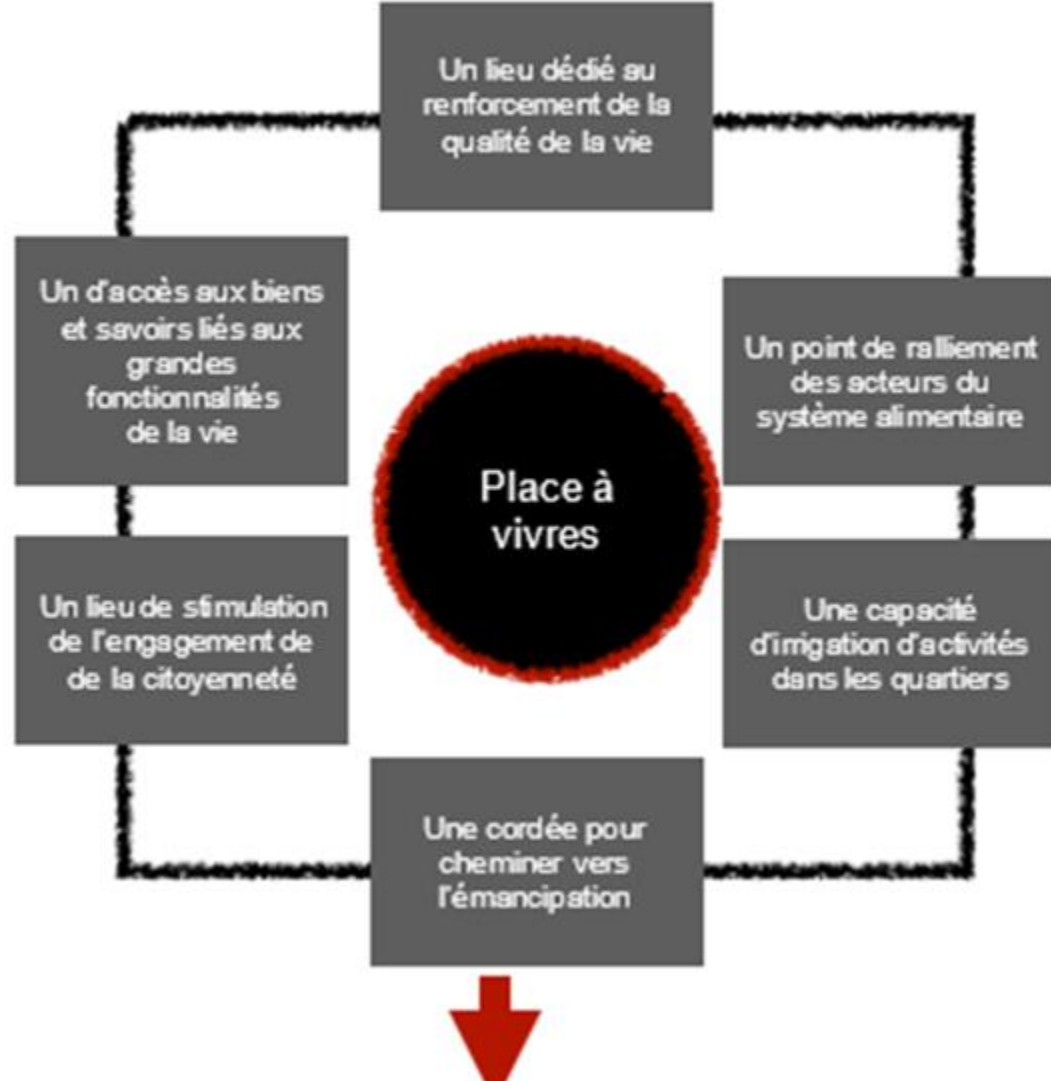 Un lieu dédié au
renforcement de la
qualité de la vie
Un d'accès aux biens
et savoirs liés aux
grandes
fonctionnalités
de la vie
Un point de ralliement
des acteurs du
système alimentaire
Place à
vivres
Un lieu de stimulation
de l'engagement de
de la citoyenneté
Une capacité
d'irrigation d'activités
dans les quartiers
Une cordée pour
cheminer vers
l'émancipation